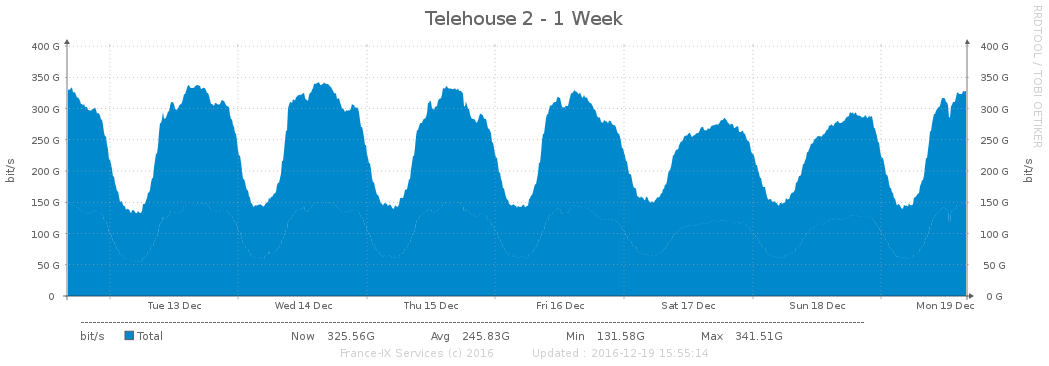 Telehouse 2 - 1 Week
RRDTOOL / TOBI OETIKER
400 G 400 G
350 G 350 G
300 G 300 G
250 G 250 G
200 G 200 G
150 G 150 G
100 G 100 G
50 G 50 G
0 0 G
bit/s bit/s
Tue 13 Dec Wed 14 Dec Thu 15 Dec Fri 16 Dec Sat 17 Dec Sun 18 Dec Mon 19 Dec
bit/s Total Now 325.56G Avg 245.83G Min 131.58G Max 341.51G
France-IX Services (c) 2016 Updated : 2016-12-19 15:55:14